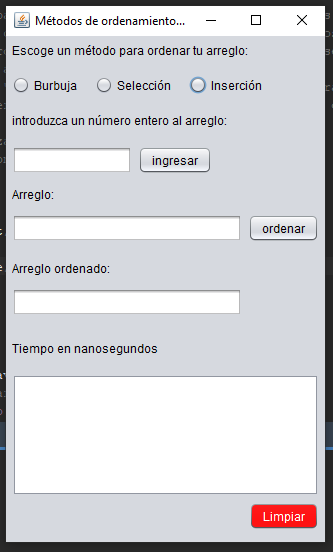 Métodos de ordenamiento...
Escoge un método para ordenar tu arreglo:
Burbuja Selección Inserción
introduzca un número entero al arreglo:
ingresar
Arreglo:
ordenar
Arreglo ordenado:
Tiempo en nanosegundos
Limpiar